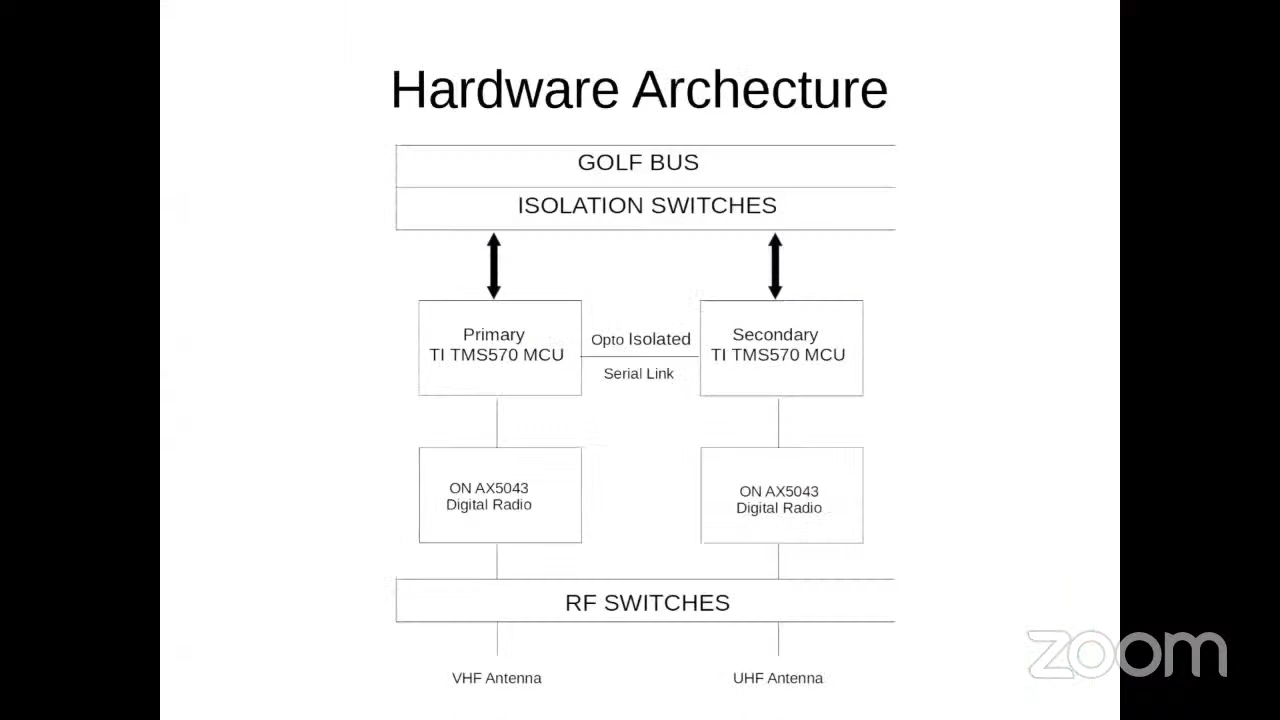 Hardware Archecture
GOLF BUS
ISOLATION SWITCHES
Primary
TI TMS570 MCU
Opto Isolated
Serial Link
Secondary
TI TMS570 MCU
ON AX5043
Digital Radio
ON AX5043
Digital Radio
RF SWITCHES
VHF Antenna
UHF Antenna
zoom